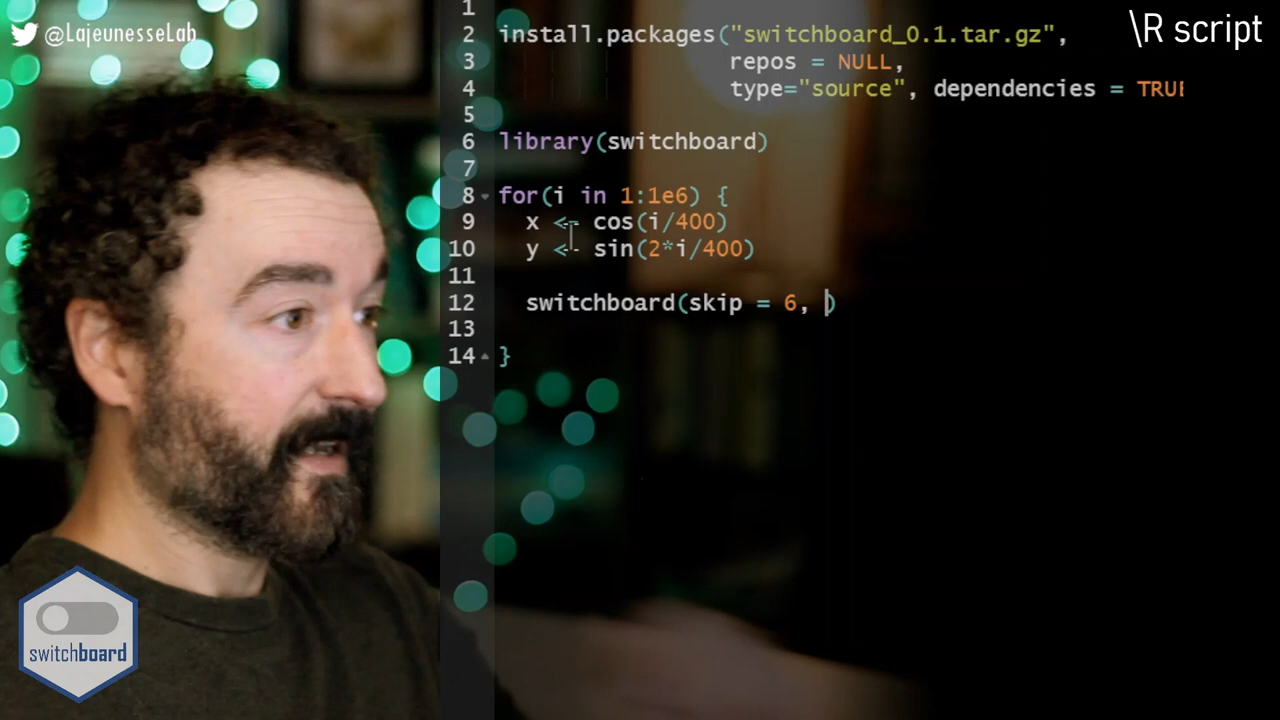 @LajeunesseLab
\R script
1
2 install.packages("switchboard_0.1.tar.gz",
3 repos = NULL,
4 type="source", dependencies = TRUE
5
6 library(switchboard)
7
8 for(i in 1:1e6) {
9 x <- cos(i/400)
10 y <- sin(2*i/400)
11
12 switchboard(skip = 6, )
13
14 }
switchboard